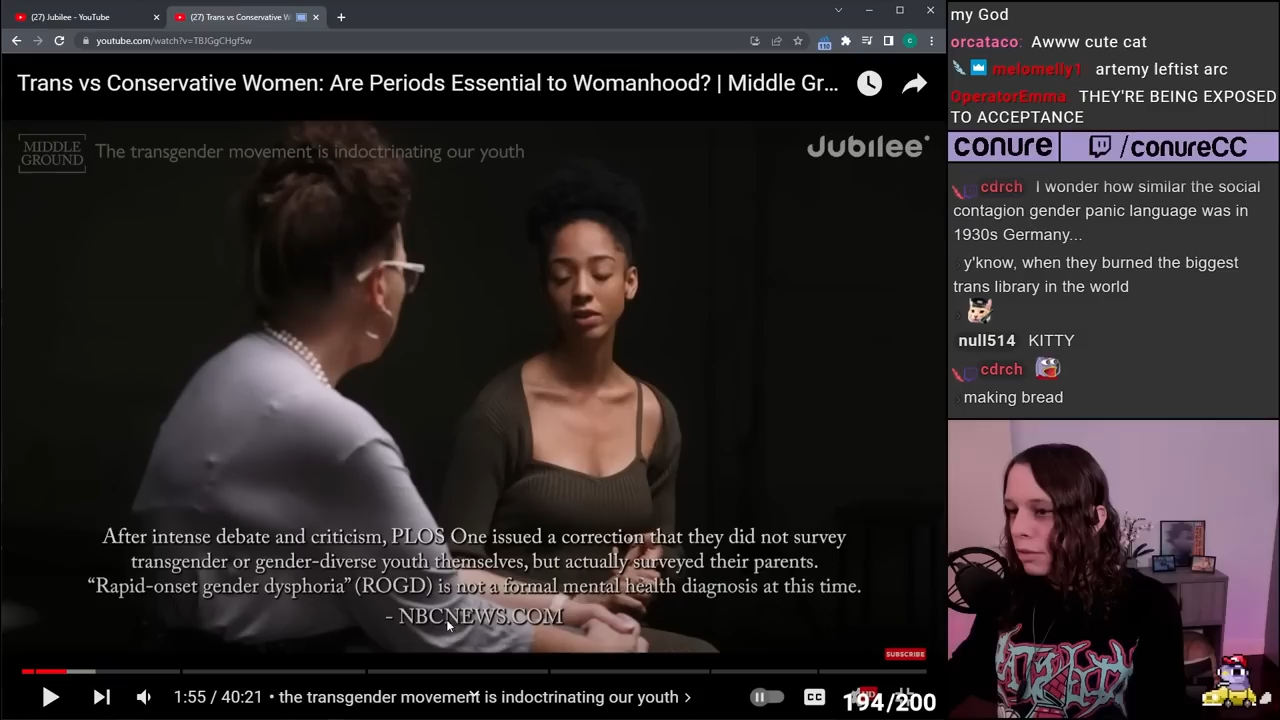 (27) Jubilee - YouTube
(27) Trans vs Conservative W
youtube.com/watch?v=TBJGgCHgf5w
Trans vs Conservative Women: Are Periods Essential to Womanhood? | Middle Gr...
MIDDLE
GROUND
The transgender movement is indoctrinating our youth
Jubilee
After intense debate and criticism, PLOS One issued a correction that they did not survey
transgender or gender-diverse youth themselves, but actually surveyed their parents.
“Rapid-onset gender dysphoria” (ROGD) is not a formal mental health diagnosis at this time.
- NBCNEWS.COM
SUBSCRIBE
1:55 / 40:21 • the transgender movement is indoctrinating our youth
CC
194/200
my God
orcataco: Awww cute cat
melomelly1 artemy leftist arc
OperatorEmma THEY'RE BEING EXPOSED
TO ACCEPTANCE
conure
/conureCC
cdrch I wonder how similar the social
contagion gender panic language was in
1930s Germany...
y'know, when they burned the biggest
trans library in the world
null514 KITTY
cdrch
making bread